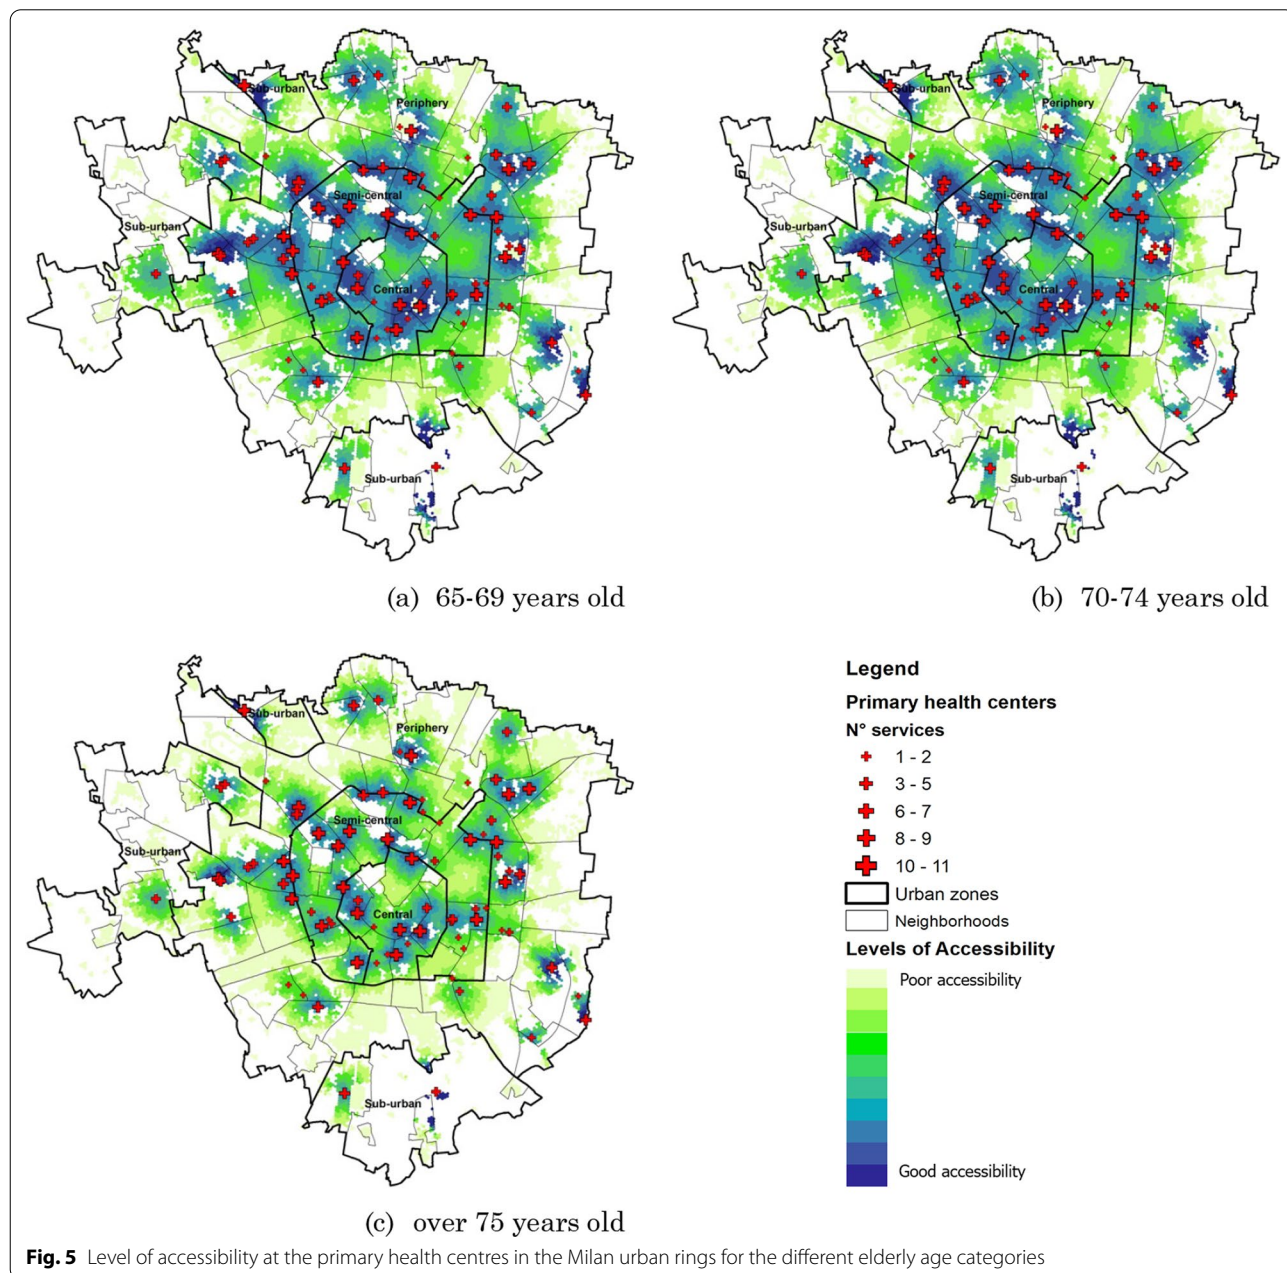 Sub-urban
Periphery
Semi-central
Sub-urban
Central
Sub-urban
(a) 65-69 years old
Sub-urban
Periphery
Semi-central
Sub-urban
Central
Sub-urban
(b) 70-74 years old
Sub-urban
Periphery
Semi-central
Sub-urban
Central
Sub-urban
(c) over 75 years old
Legend
Primary health centers
N° services
1 - 2
3 - 5
6 - 7
8 - 9
10 - 11
Urban zones
Neighborhoods
Levels of Accessibility
Poor accessibility
Good accessibility
Fig. 5 Level of accessibility at the primary health centres in the Milan urban rings for the different elderly age categories